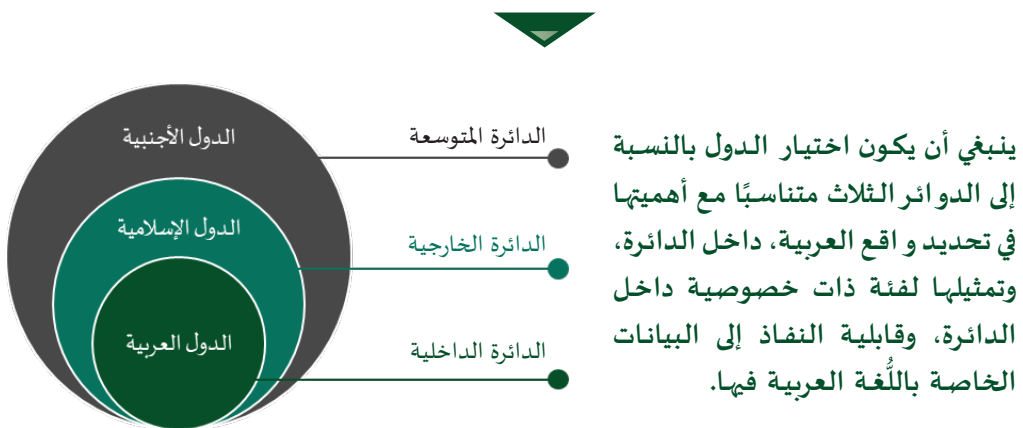 ينبغي أن يكون اختيار الدول بالنسبة
إلى الدوائر الثلاث متناسبًا مع أهميتها
في تحديد واقع العربية، داخل الدائرة،
وتمثيلها لفئة ذات خصوصية داخل
الدائرة، وقابلية النفاذ إلى البيانات
الخاصة باللُّغة العربية فيها.
الدائرة المتوسعة
الدول الأجنبية
الدائرة الخارجية
الدول الإسلامية
الدائرة الداخلية
الدول العربية